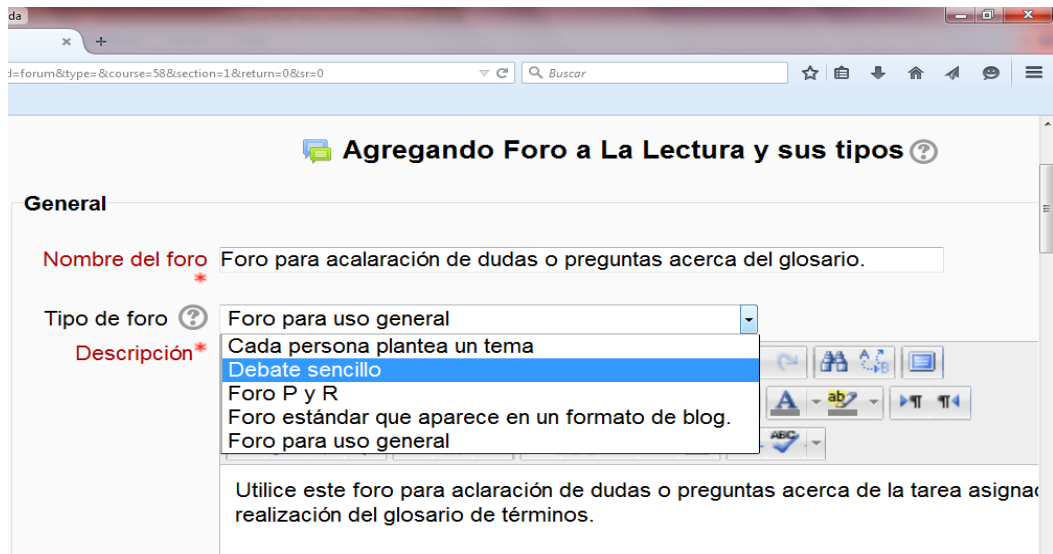 da
d=forum&type=&course=58&section=1&return=0&sr=0
Buscar
Agregando Foro a La Lectura y sus tipos
General
Nombre del foro * Foro para acalaración de dudas o preguntas acerca del glosario.
Tipo de foro Foro para uso general
Descripción* Cada persona plantea un tema
Debate sencillo
Foro P y R
Foro estándar que aparece en un formato de blog.
Foro para uso general
Utilice este foro para aclaración de dudas o preguntas acerca de la tarea asignad
realización del glosario de términos.